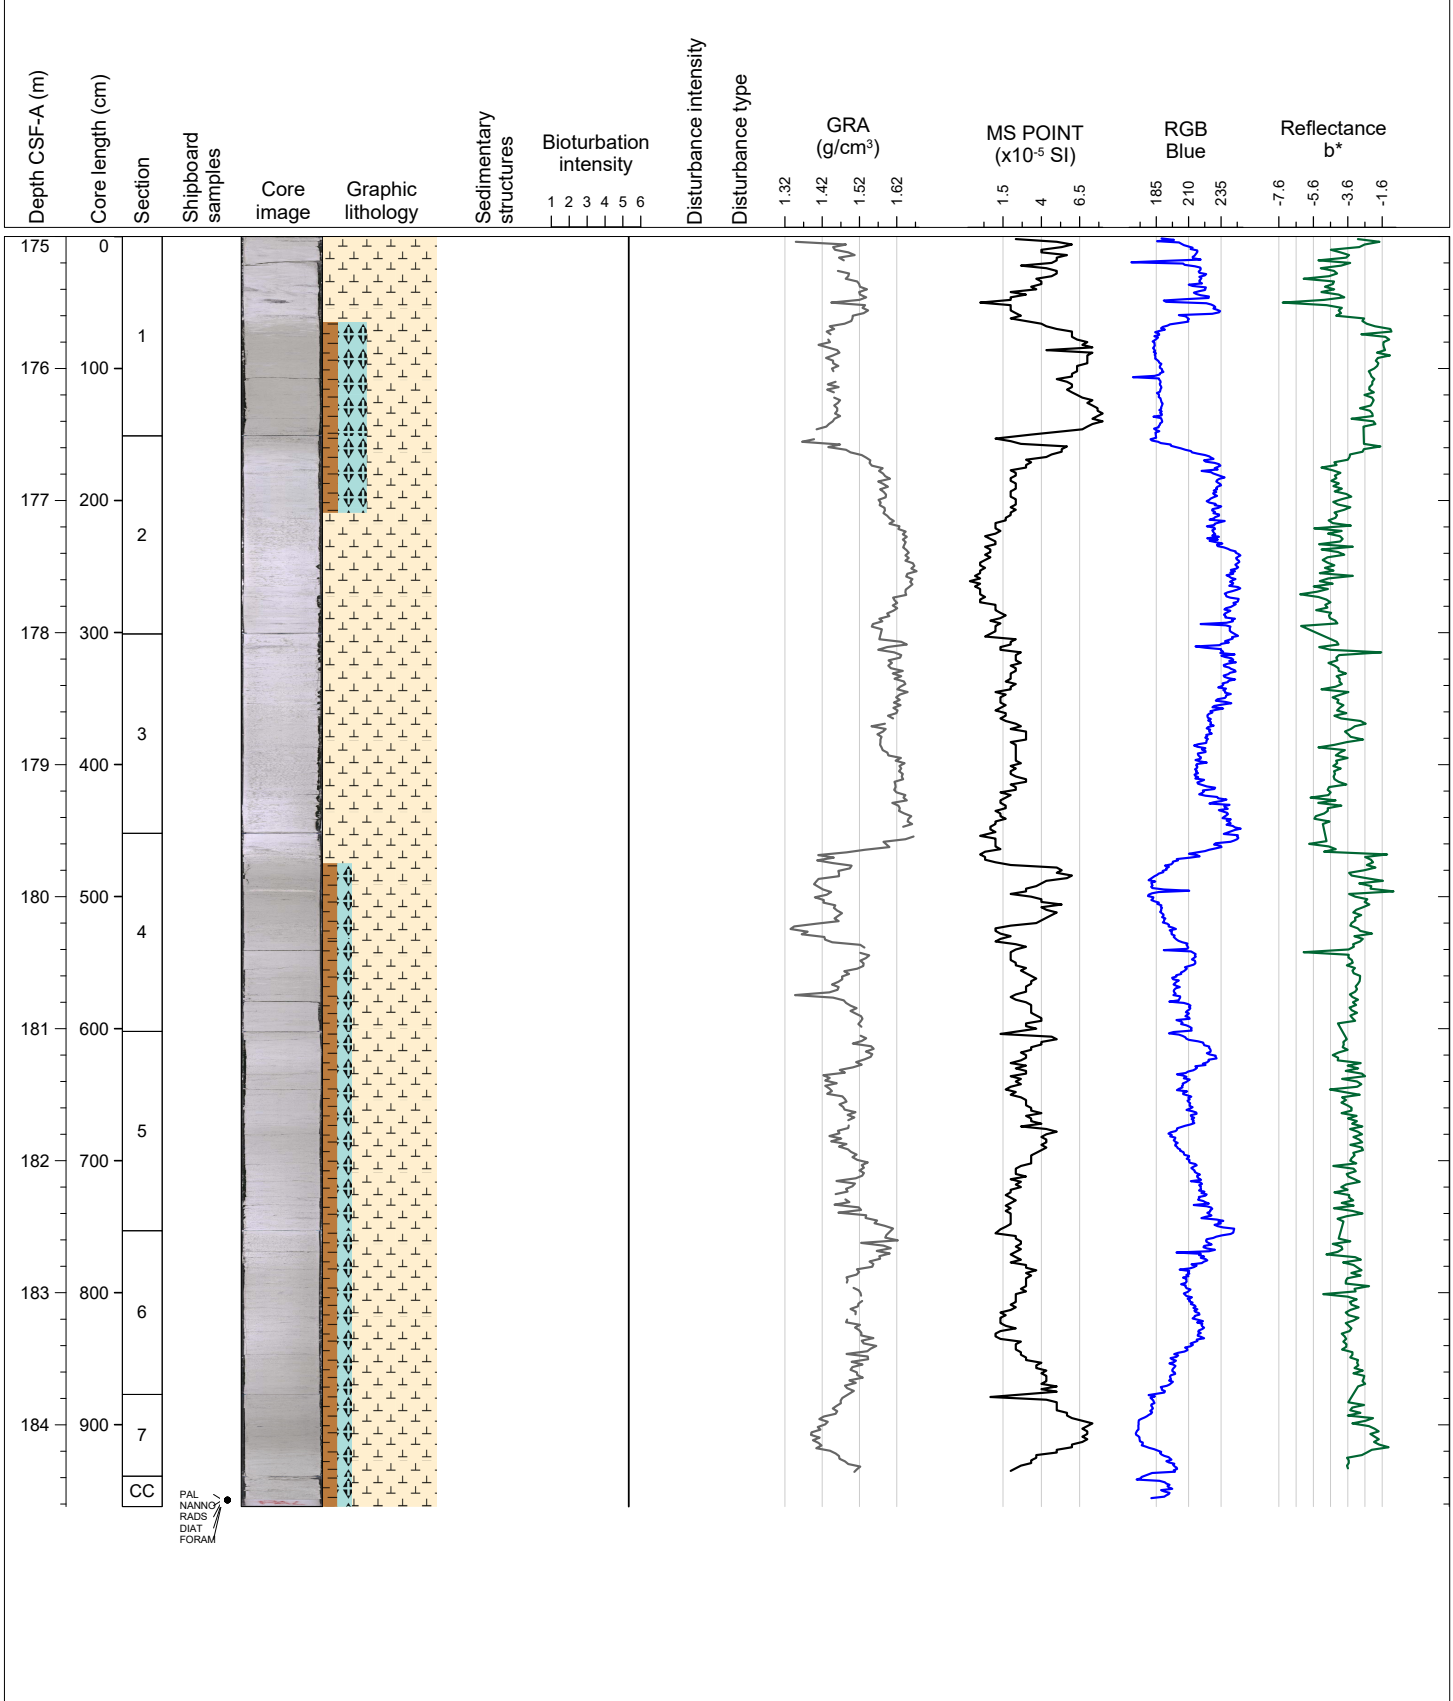 Depth CSF-A (m)
Core length (cm)
Section
Shipboard
samples
Core
image
Graphic
lithology
Sedimentary
structures
Bioturbation
intensity
1 2 3 4 5 6
Disturbance intensity
Disturbance type
GRA
(g/cm³)
1.32 1.42 1.52 1.62
MS POINT
(x10⁻⁵ SI)
1.5 4 6.5
RGB
Blue
185 210 235
Reflectance
b*
-7.6 -5.6 -3.6 -1.6
175 0
1
176 100
177 200
2
178 300
3
179 400
180 500
4
181 600
5
182 700
183 800
6
184 900
7
CC
PAL
NANNO
RADS
DIAT
FORAM